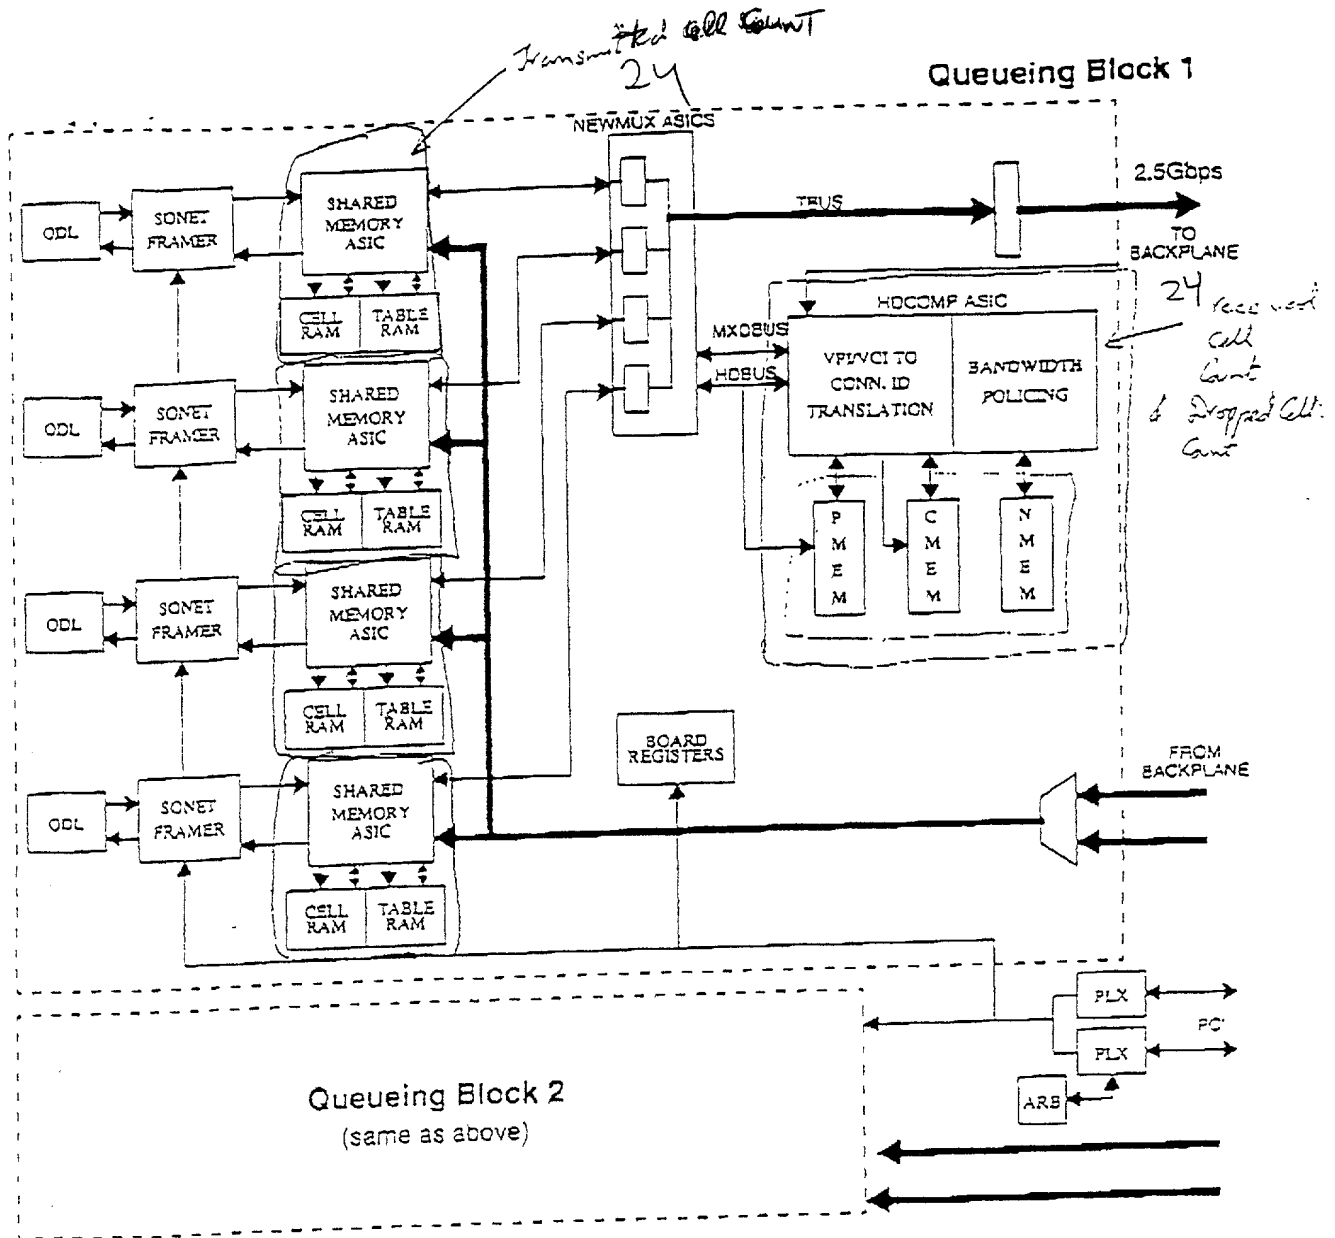 Transmitted Cell Count
24
Queueing Block 1
NEWMUX ASICS
2.5Gbps
TBUS
TO
BACKPLANE
ODL
SONET
FRAMER
SHARED
MEMORY
ASIC
CELL
RAM
TABLE
RAM
HDCOMP ASIC
24
received
Cell
Count
& Dropped Cell
Count
MXDBUS
HDBUS
VPI/VCI TO
CONN. ID
TRANSLATION
BANDWIDTH
POLICING
ODL
SONET
FRAMER
SHARED
MEMORY
ASIC
CELL
RAM
TABLE
RAM
PMEM
CMEM
NMEM
ODL
SONET
FRAMER
SHARED
MEMORY
ASIC
CELL
RAM
TABLE
RAM
BOARD
REGISTERS
FROM
BACKPLANE
ODL
SONET
FRAMER
SHARED
MEMORY
ASIC
CELL
RAM
TABLE
RAM
PLX
PCI
PLX
ARB
Queueing Block 2
(same as above)